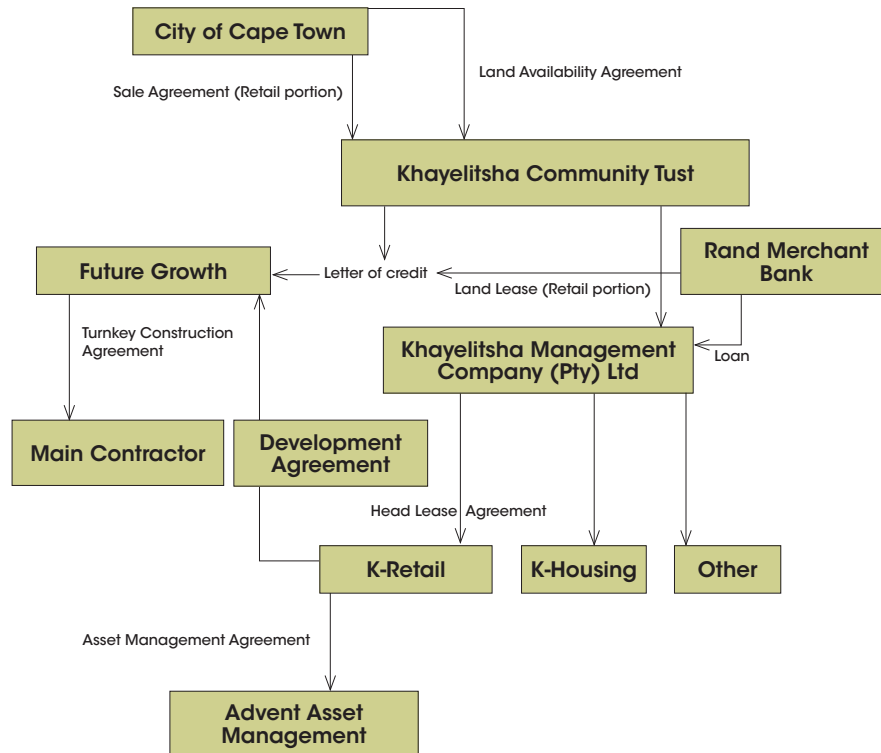 City of Cape Town
Land Availability Agreement
Sale Agreement (Retail portion)
Khayelitsha Community Tust
Rand Merchant
Bank
Future Growth
Letter of credit
Land Lease (Retail portion)
Turnkey Construction
Agreement
Khayelitsha Management
Company (Pty) Ltd
Loan
Main Contractor
Development
Agreement
Head Lease Agreement
K-Retail
K-Housing
Other
Asset Management Agreement
Advent Asset
Management